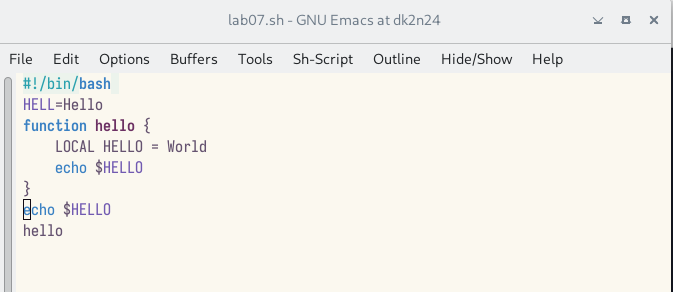 lab07.sh - GNU Emacs at dk2n24
File Edit Options Buffers Tools Sh-Script Outline Hide/Show Help
#!/bin/bash
HELL=Hello
function hello {
    LOCAL HELLO = World
    echo $HELLO
}
echo $HELLO
hello